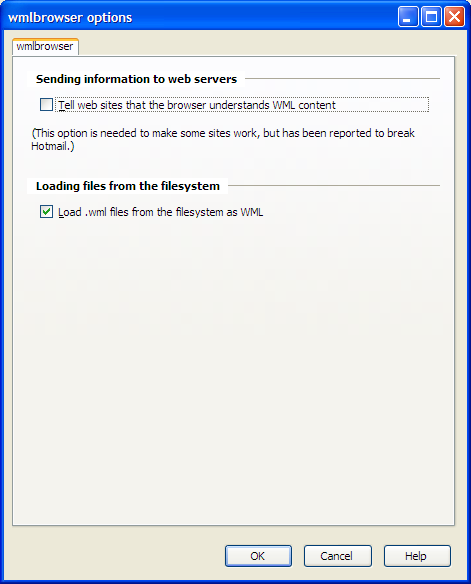 wmlbrowser options
wmlbrowser
Sending information to web servers
Tell web sites that the browser understands WML content
(This option is needed to make some sites work, but has been reported to break
Hotmail.)
Loading files from the filesystem
Load .wml files from the filesystem as WML
OK
Cancel
Help